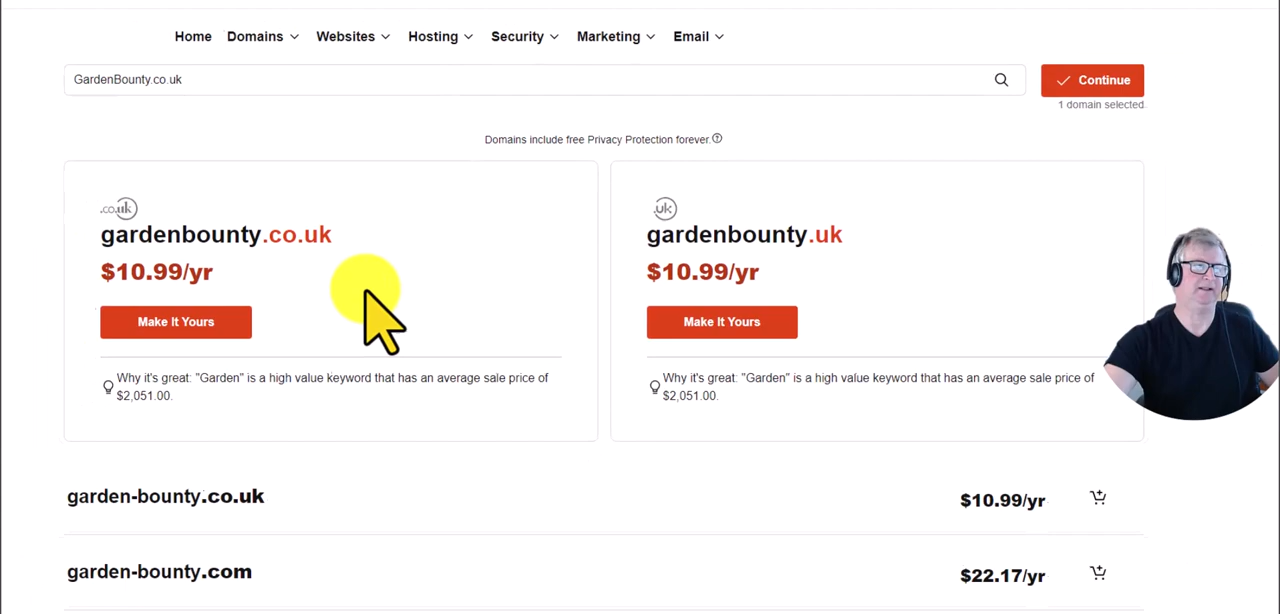 Home Domains Websites Hosting Security Marketing Email
GardenBounty.co.uk
Continue
1 domain selected
Domains include free Privacy Protection forever.
.co.uk
gardenbounty.co.uk
$10.99/yr
Make It Yours
Why it's great: "Garden" is a high value keyword that has an average sale price of
$2,051.00.
.uk
gardenbounty.uk
$10.99/yr
Make It Yours
Why it's great: "Garden" is a high value keyword that has an average sale price of
$2,051.00.
garden-bounty.co.uk
$10.99/yr
garden-bounty.com
$22.17/yr